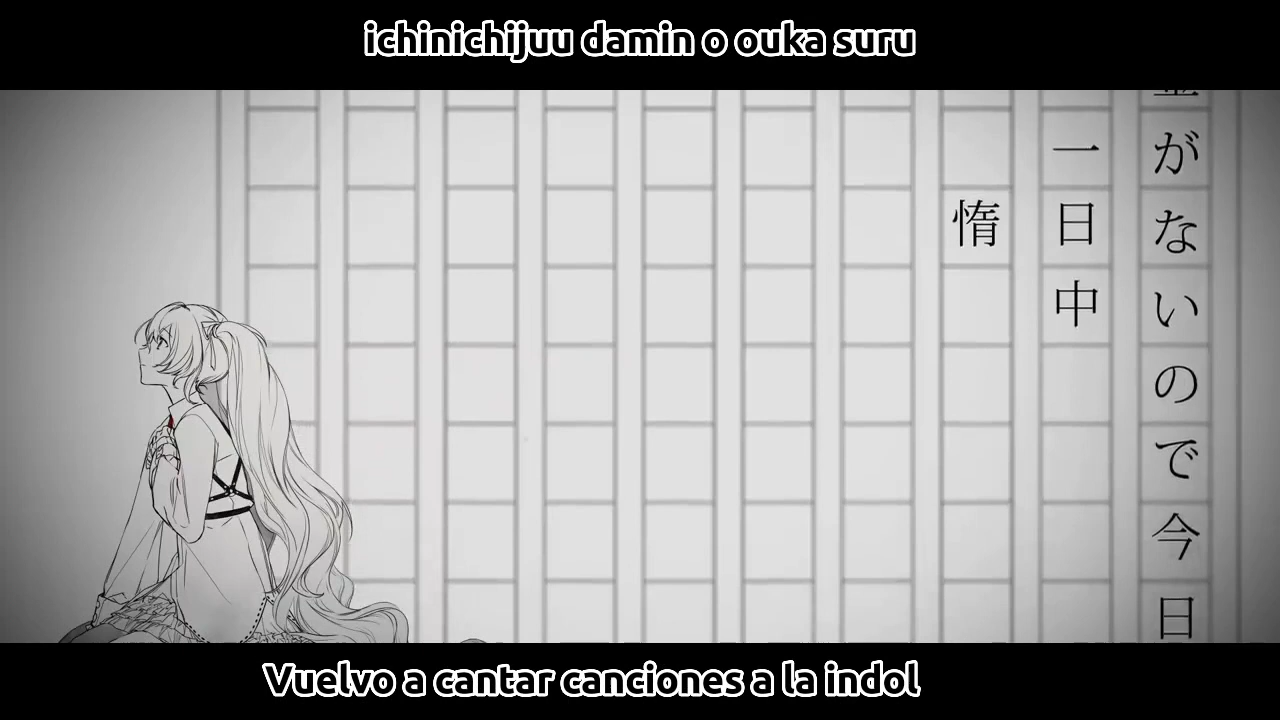 ichinichijuu damin o ouka suru
金がないので今日
一日中
惰
Vuelvo a cantar canciones a la indol